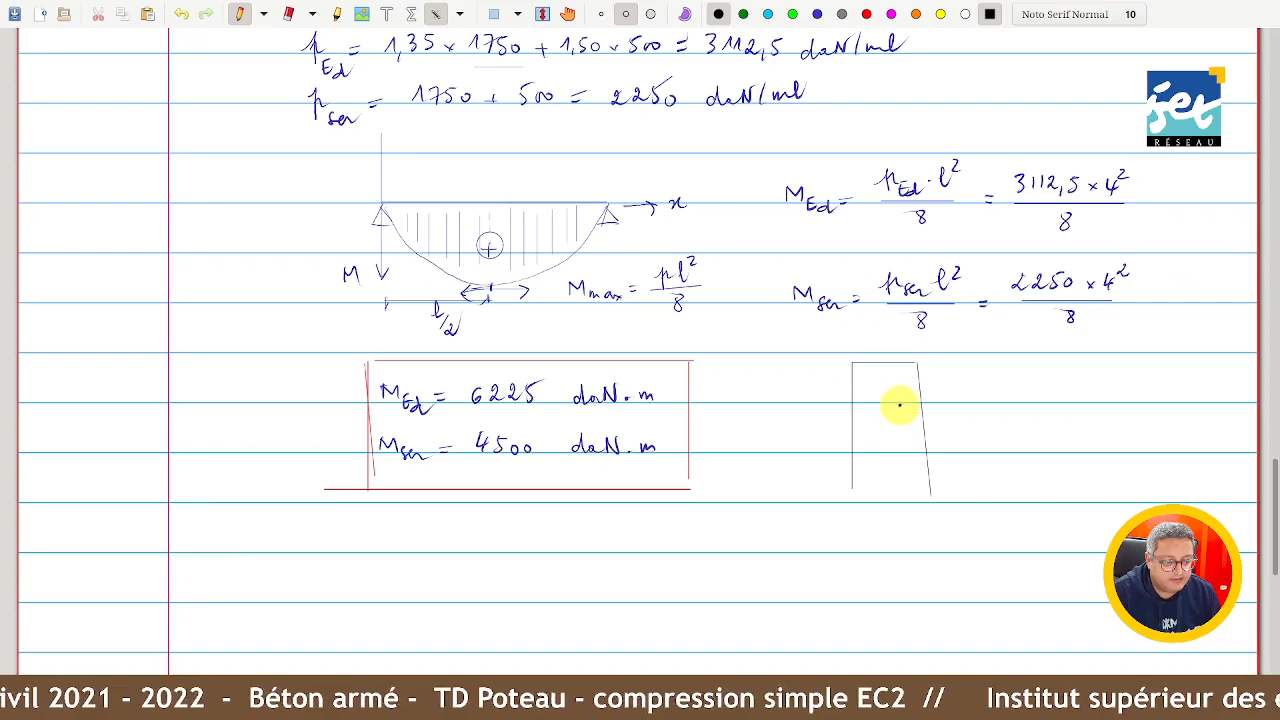 Noto Serif Normal 10
p_Ed = 1,35 × 1750 + 1,50 × 500 = 3112,5 daN/ml
p_ser = 1750 + 500 = 2250 daN/ml
iset
RÉSEAU
M_Ed = p_Ed · l² / 8 = 3112,5 × 4² / 8
x
M
+
l/2
M_max = pl² / 8
M_ser = p_ser l² / 8 = 2250 × 4² / 8
M_Ed = 6225 daN·m
M_ser = 4500 daN·m
ivil 2021 - 2022 - Béton armé - TD Poteau - compression simple EC2 // Institut supérieur des